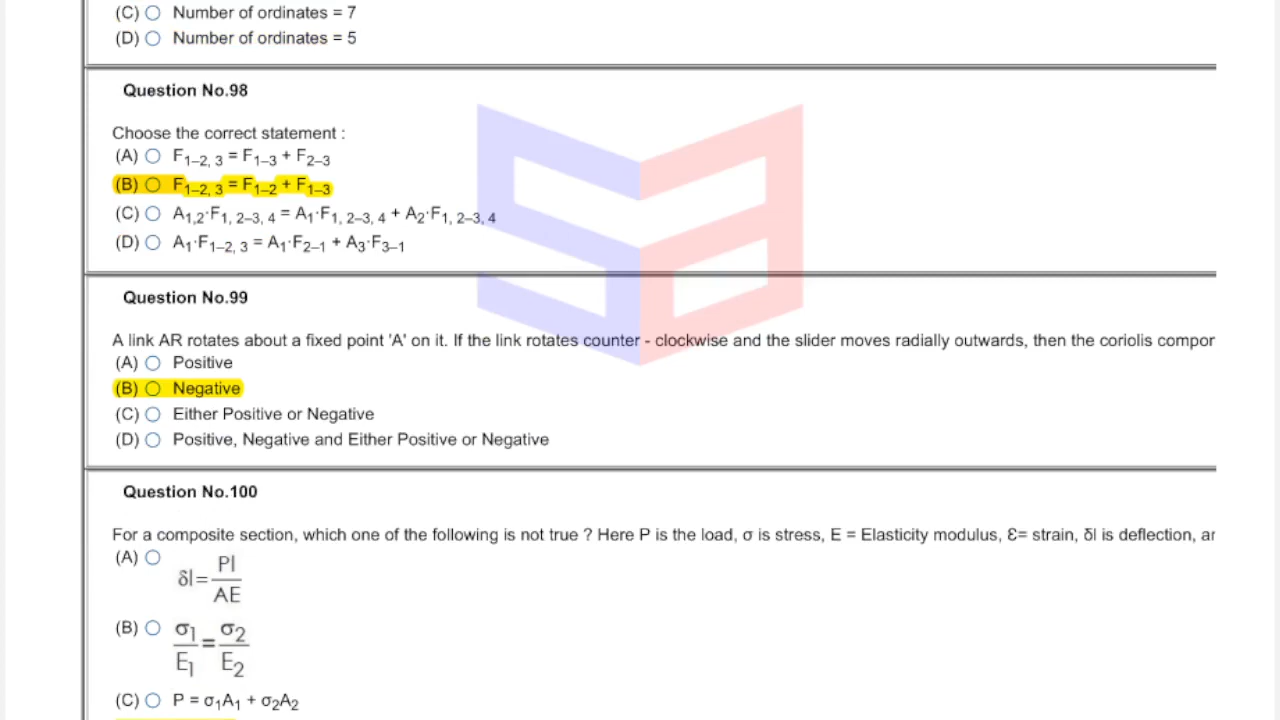 (C) Number of ordinates = 7
(D) Number of ordinates = 5
Question No.98
Choose the correct statement :
(A) F1–2, 3 = F1–3 + F2–3
(B) F1–2, 3 = F1–2 + F1–3
(C) A1,2·F1, 2–3, 4 = A1·F1, 2–3, 4 + A2·F1, 2–3, 4
(D) A1·F1–2, 3 = A1·F2–1 + A3·F3–1
Question No.99
A link AR rotates about a fixed point 'A' on it. If the link rotates counter - clockwise and the slider moves radially outwards, then the coriolis compor
(A) Positive
(B) Negative
(C) Either Positive or Negative
(D) Positive, Negative and Either Positive or Negative
Question No.100
For a composite section, which one of the following is not true ? Here P is the load, σ is stress, E = Elasticity modulus, Ɛ= strain, δl is deflection, ar
(A) δl = Pl / AE
(B) σ1 / E1 = σ2 / E2
(C) P = σ1A1 + σ2A2